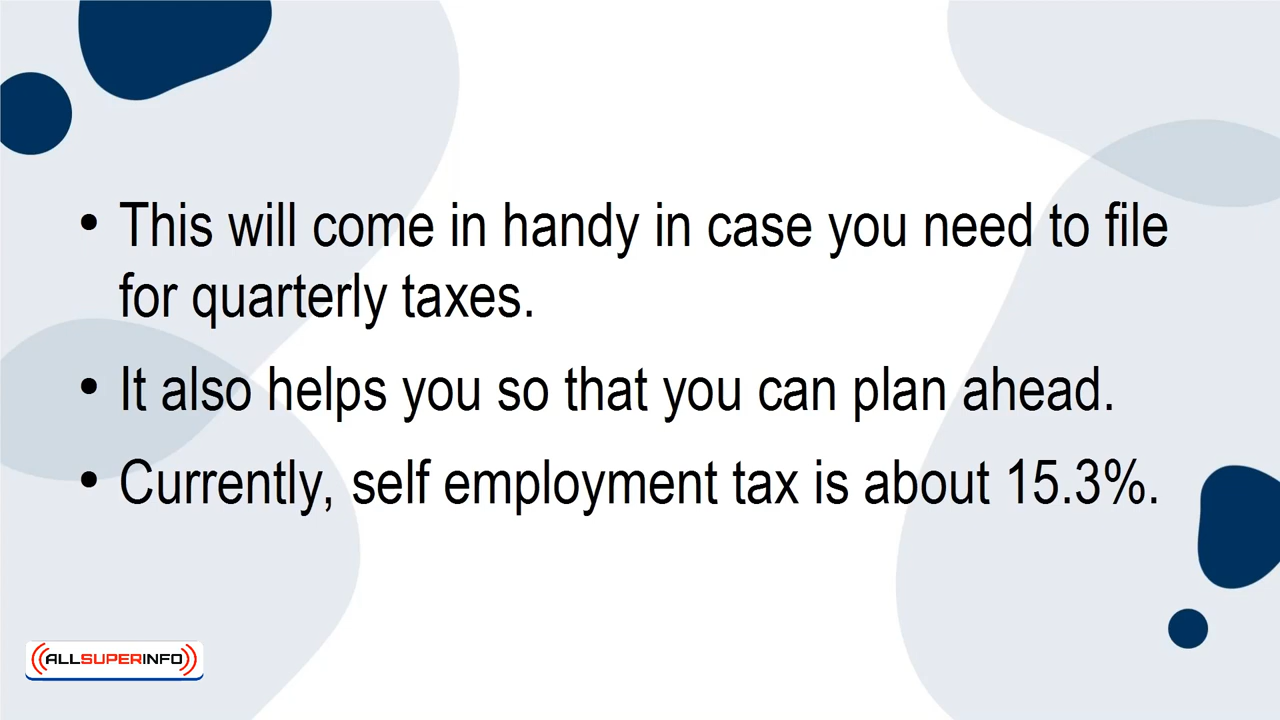 • This will come in handy in case you need to file
for quarterly taxes.
• It also helps you so that you can plan ahead.
• Currently, self employment tax is about 15.3%.
((ALLSUPERINFO))